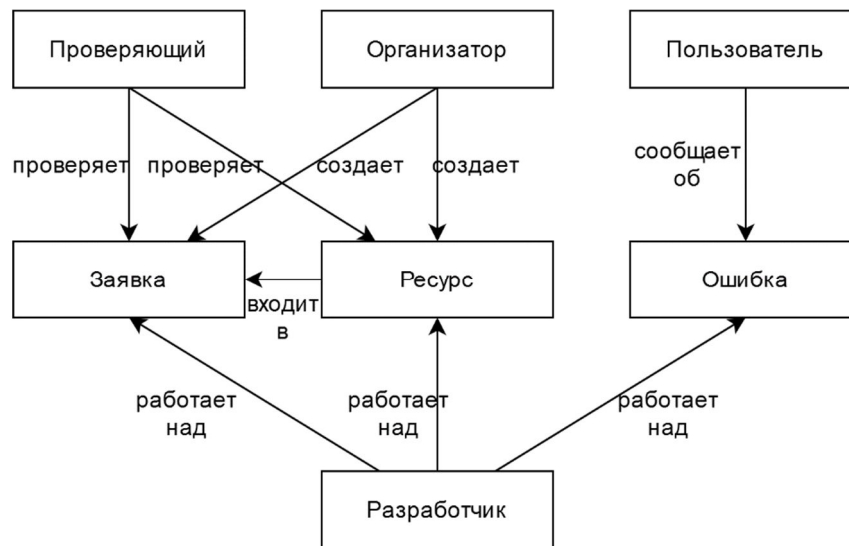 Проверяющий
Организатор
Пользователь
проверяет
проверяет
создает
создает
сообщает
об
Заявка
Ресурс
Ошибка
входит
в
работает
над
работает
над
работает
над
Разработчик